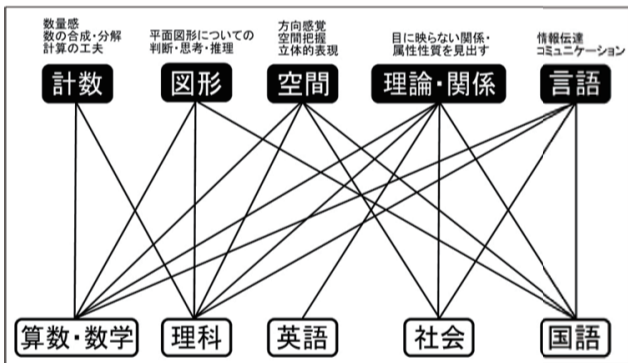 数量感
数の合成・分解
計算の工夫
平面図形についての
判断・思考・推理
方向感覚
空間把握
立体的表現
目に映らない関係・
属性性質を見出す
情報伝達
コミュニケーション
計数
図形
空間
理論・関係
言語
算数・数学
理科
英語
社会
国語